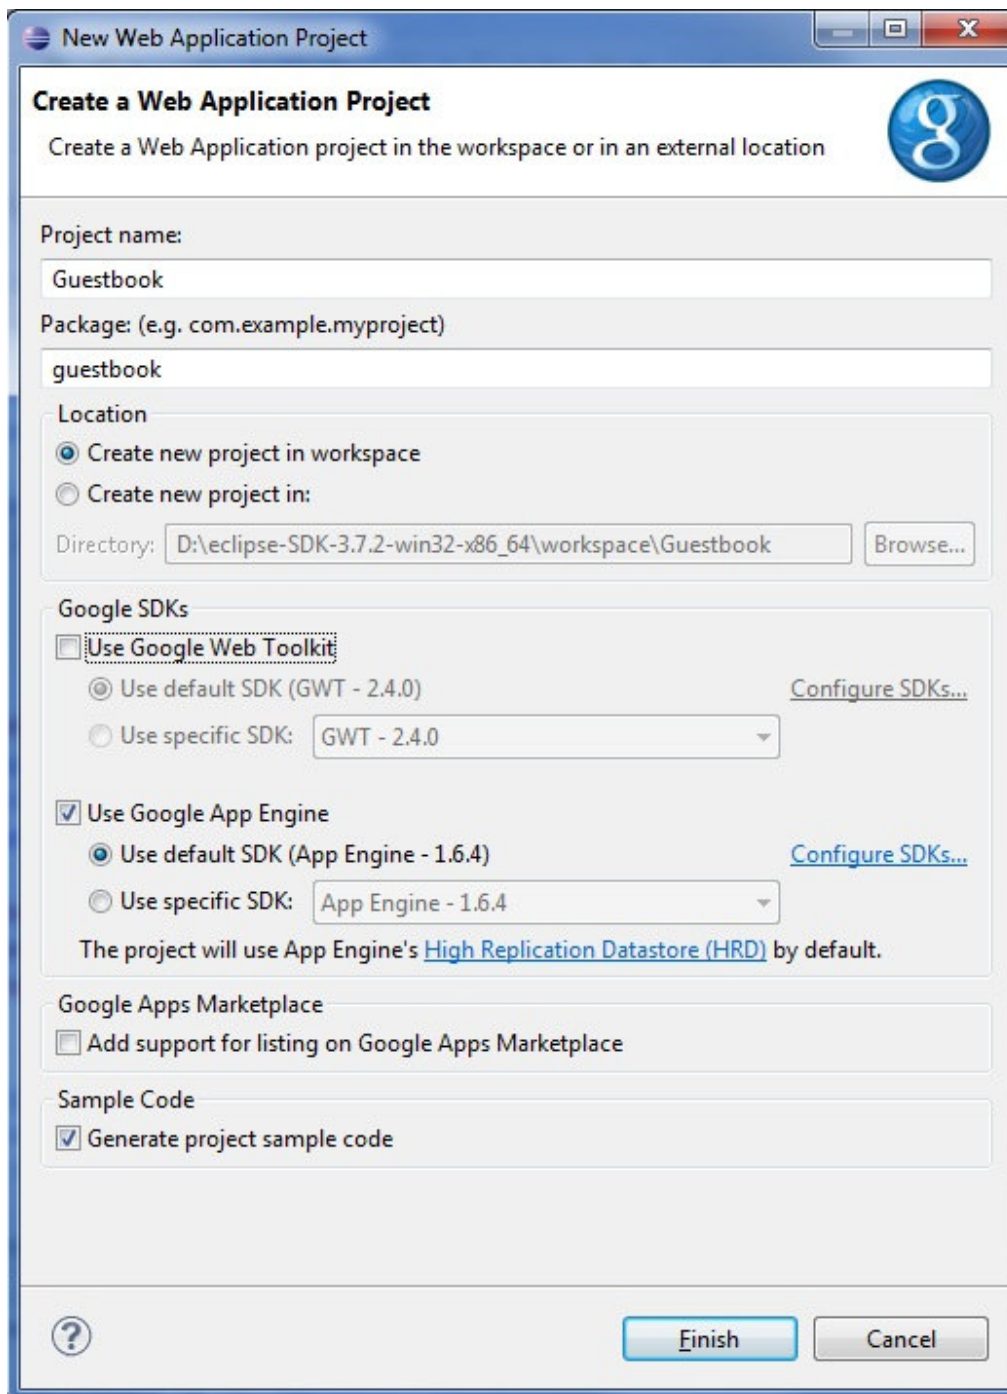 New Web Application Project
Create a Web Application Project
Create a Web Application project in the workspace or in an external location
g
Project name:
Guestbook
Package: (e.g. com.example.myproject)
guestbook
Location
Create new project in workspace
Create new project in:
Directory: D:\eclipse-SDK-3.7.2-win32-x86_64\workspace\Guestbook Browse...
Google SDKs
Use Google Web Toolkit
Use default SDK (GWT - 2.4.0) Configure SDKs...
Use specific SDK: GWT - 2.4.0
Use Google App Engine
Use default SDK (App Engine - 1.6.4) Configure SDKs...
Use specific SDK: App Engine - 1.6.4
The project will use App Engine's High Replication Datastore (HRD) by default.
Google Apps Marketplace
Add support for listing on Google Apps Marketplace
Sample Code
Generate project sample code
? Finish Cancel